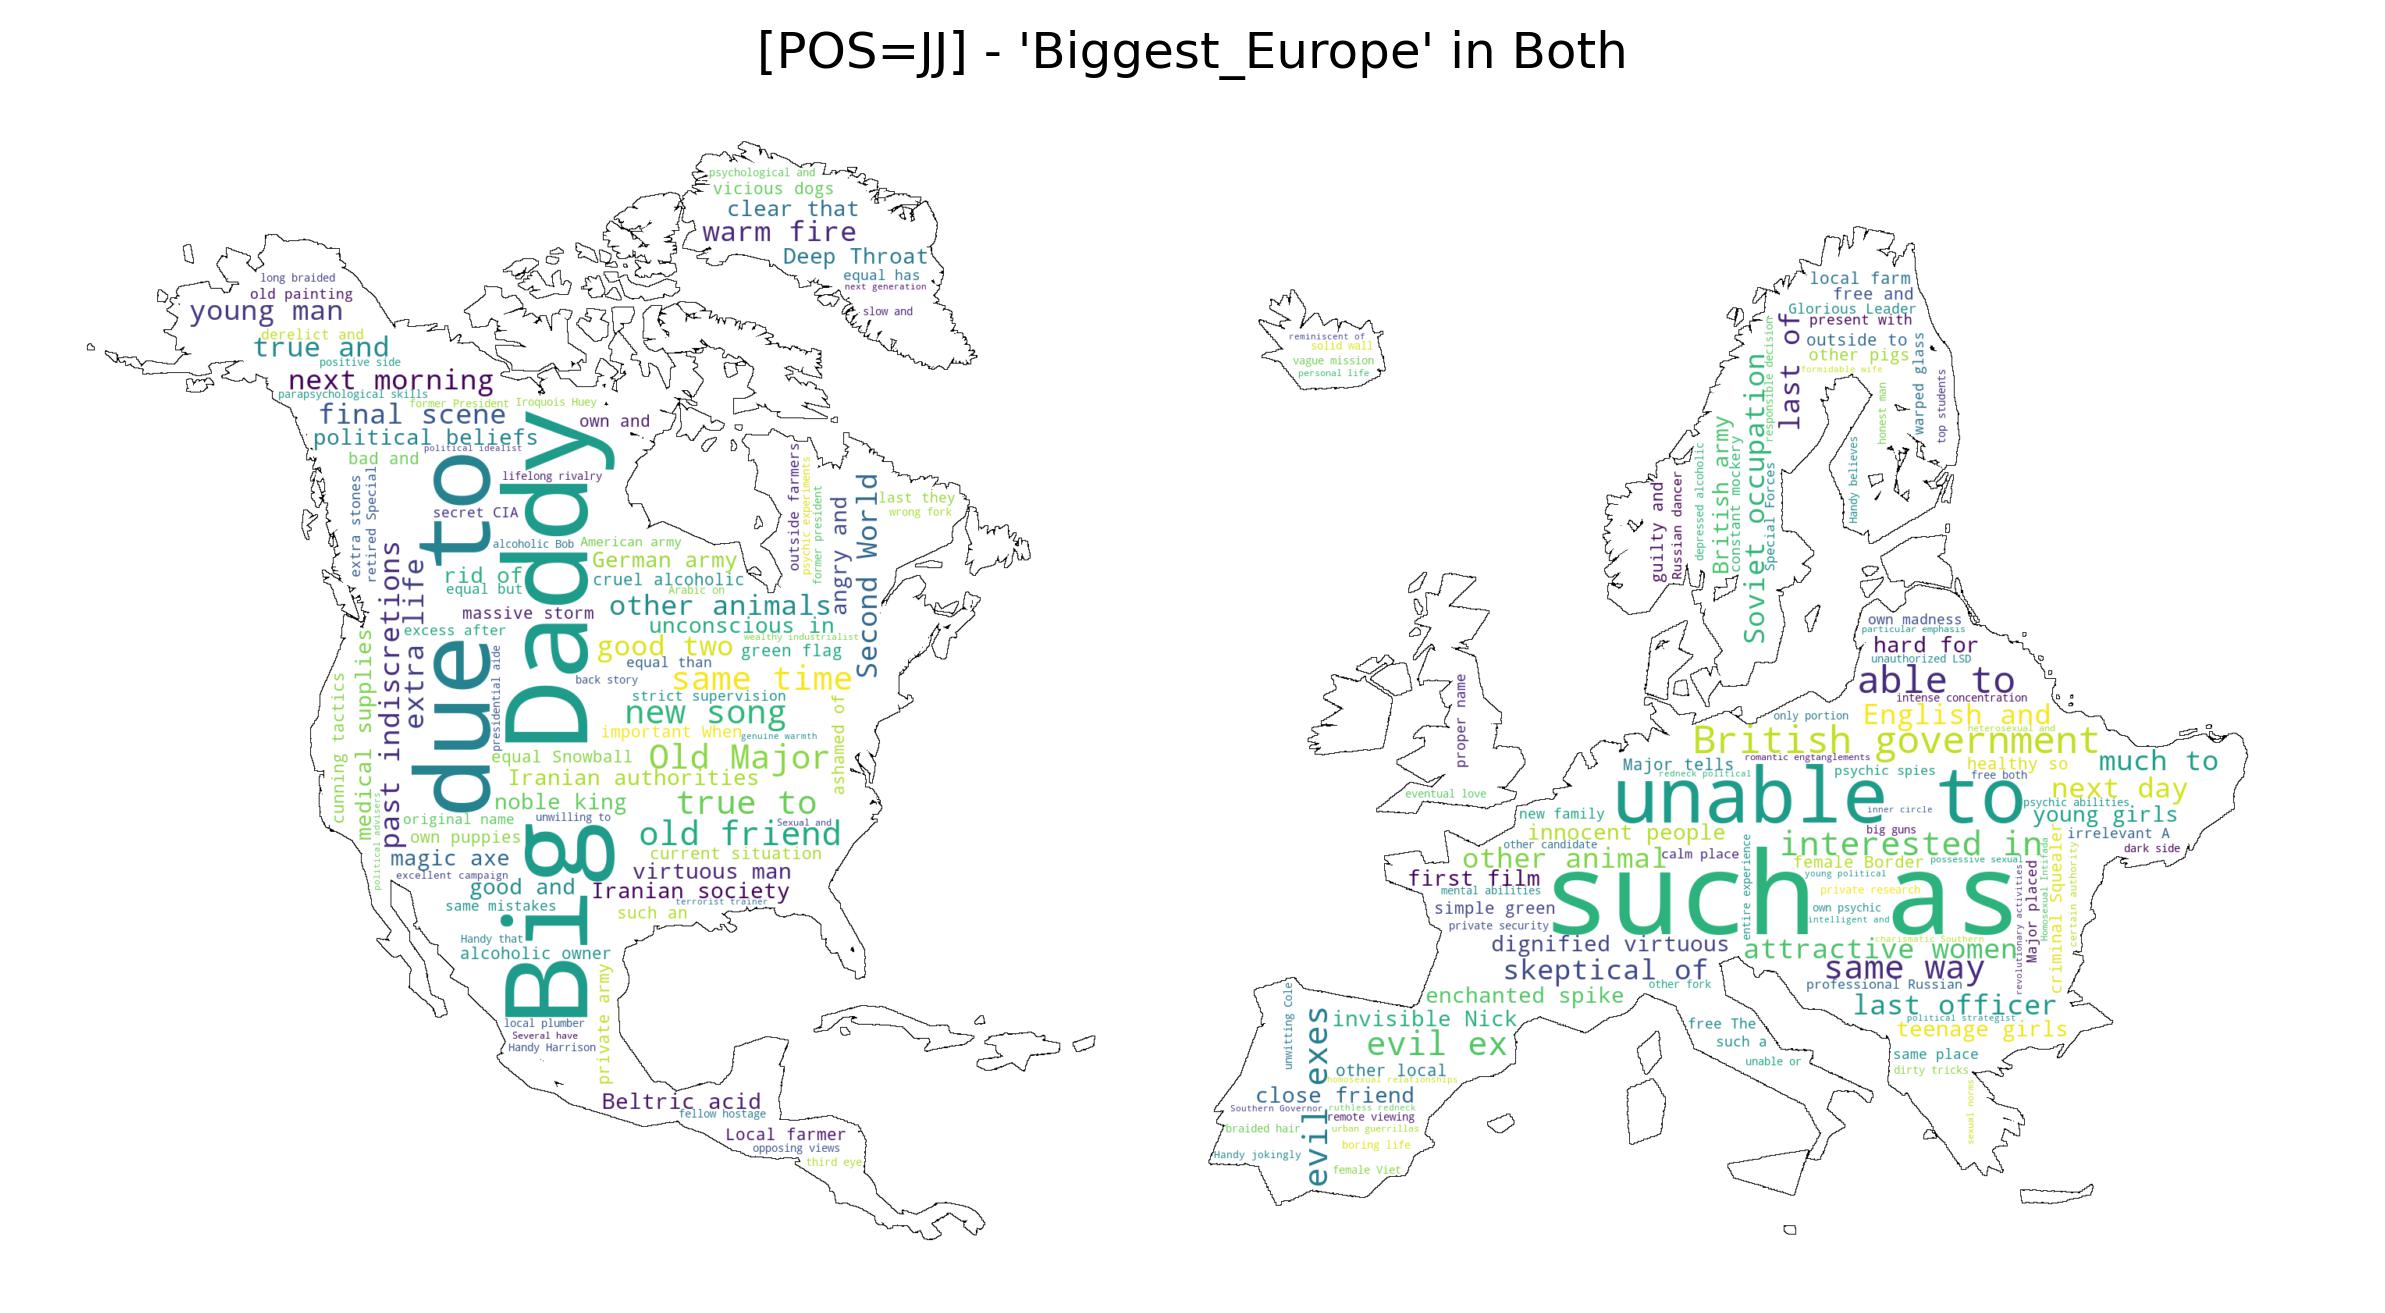 [POS=JJ] - 'Biggest_Europe' in Both
psychological and
vicious dogs
clear that
warm fire
Deep Throat
equal has
next generation
slow and
long braided
old painting
young man
derelict and
true and
positive side
next morning
parapsychological skills
former President
Iroquois Huey
final scene
own and
political beliefs
political idealist
bad and
lifelong rivalry
extra stones
retired Special
due to
Big Daddy
secret CIA
alcoholic Bob
American army
German army
rid of
cruel alcoholic
equal but
Arabic on
massive storm
other animals
excess after
unconscious in
wealthy industrialist
good two
green flag
equal than
back story
same time
strict supervision
new song
important When
genuine warmth
equal Snowball
Old Major
Iranian authorities
noble king
true to
unwilling to
Sexual and
original name
own puppies
old friend
magic axe
current situation
excellent campaign
virtuous man
good and
Iranian society
same mistakes
terrorist trainer
such an
Handy that
alcoholic owner
local plumber
Several have
Handy Harrison
private army
outside farmers
psychic experiments
former president
angry and
Second World
last they
wrong fork
past indiscretions
extra life
medical supplies
cunning tactics
political advisers
presidential aide
ashamed of
Beltric acid
fellow hostage
Local farmer
opposing views
third eye
reminiscent of
solid wall
vague mission
personal life
local farm
free and
Glorious Leader
present with
outside to
other pigs
formidable wife
last of
responsible decision
Soviet occupation
British army
constant mockery
Special Forces
depressed alcoholic
Russian dancer
guilty and
Handy believes
honest man
warped glass
top students
proper name
eventual love
own madness
particular emphasis
hard for
unauthorized LSD
able to
intense concentration
only portion
English and
heterosexual and
British government
romantic engtanglements
Major tells
redneck political
psychic spies
healthy so
free both
much to
next day
unable to
inner circle
psychic abilities
new family
young girls
innocent people
big guns
irrelevant A
other candidate
interested in
dark side
other animal
calm place
female Border
possessive sexual
first film
young political
mental abilities
such as
private research
simple green
own psychic
private security
intelligent and
entire experience
dignified virtuous
charismatic Southern
attractive women
skeptical of
same way
other fork
professional Russian
enchanted spike
last officer
political strategist
invisible Nick
teenage girls
free The
such a
unable or
evil ex
evil exes
unwitting Cole
same place
dirty tricks
sexual norms
revolutionary activities
Major placed
Homosexual Intifada
criminal Squealer
certain authority
other local
homosexual relationships
close friend
Southern Governor
ruthless redneck
remote viewing
braided hair
urban guerrillas
boring life
Handy jokingly
female Viet